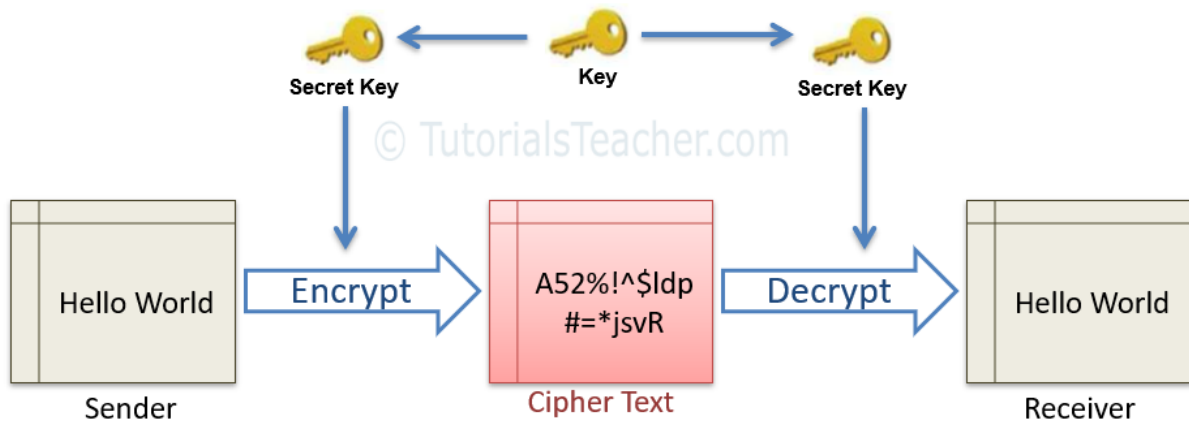 Secret Key
Key
Secret Key
© TutorialsTeacher.com
Hello World
Encrypt
A52%!^$ldp
#=*jsvR
Decrypt
Hello World
Sender
Cipher Text
Receiver